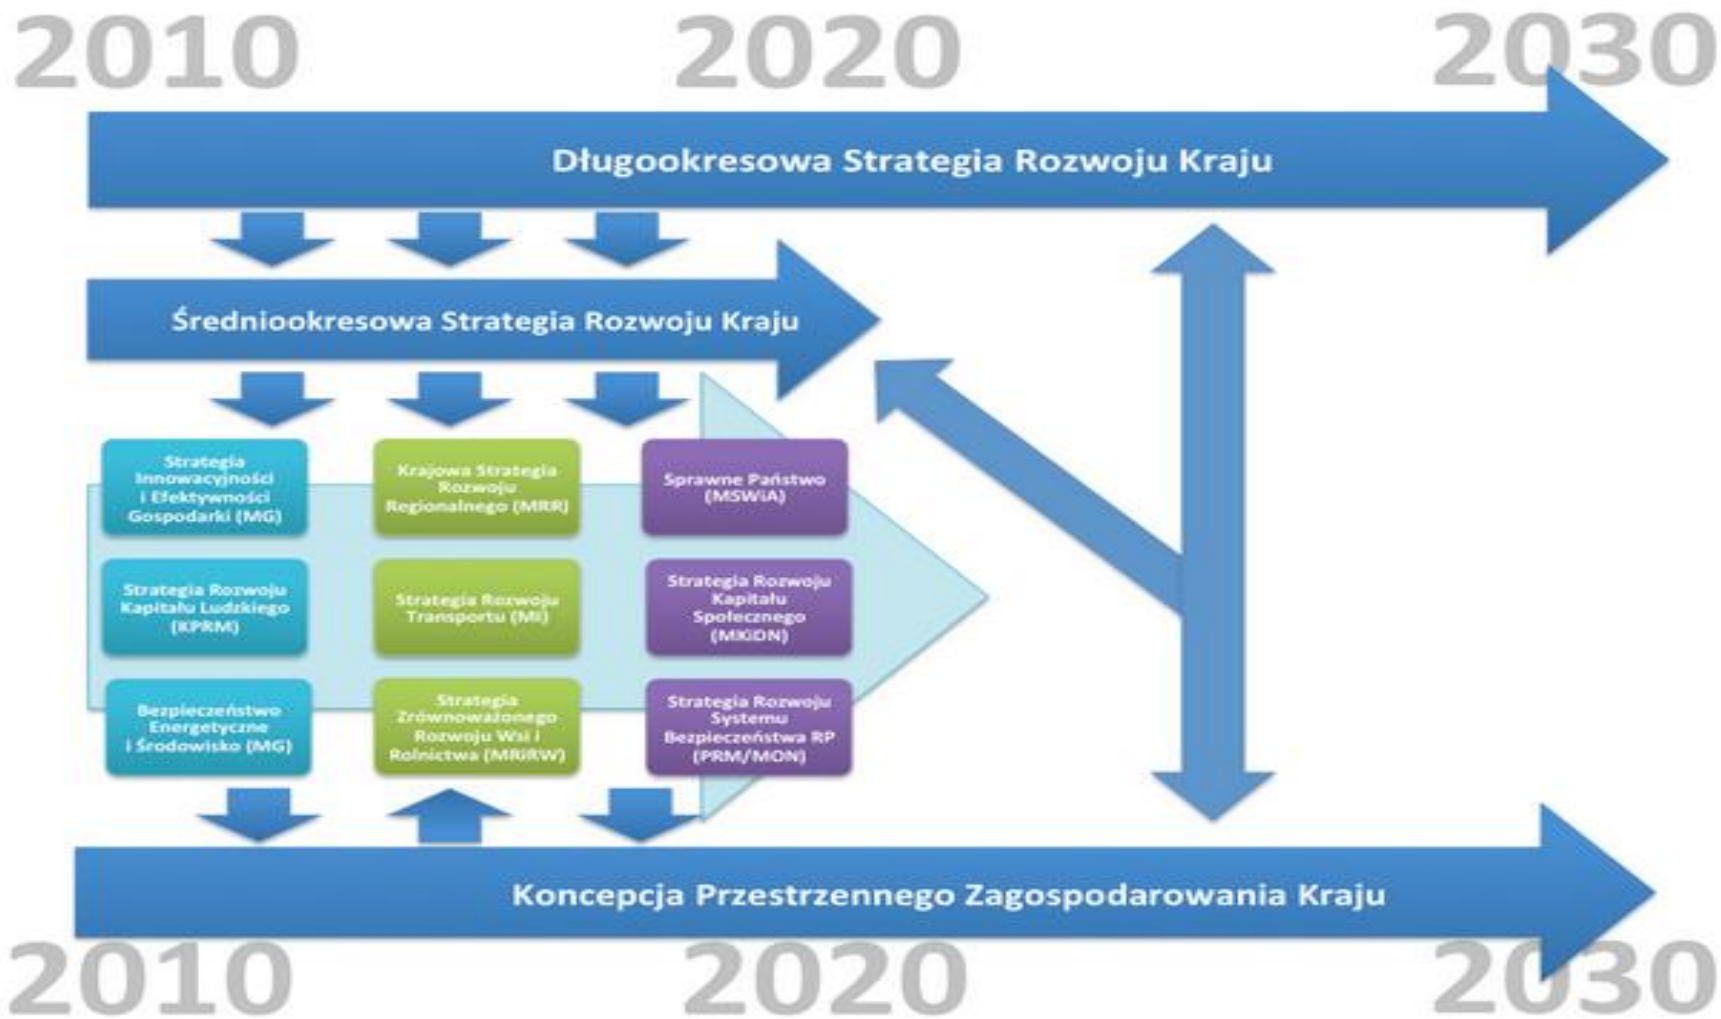 2010 2020 2030
Długookresowa Strategia Rozwoju Kraju
Średniookresowa Strategia Rozwoju Kraju
Strategia
Innowacyjności
i Efektywności
Gospodarki (MG)
Krajowa Strategia
Rozwoju
Regionalnego (MRR)
Sprawne Państwo
(MSWiA)
Strategia Rozwoju
Kapitału Ludzkiego
(KPRM)
Strategia Rozwoju
Transportu (MI)
Strategia Rozwoju
Kapitału
Społecznego
(MKiDN)
Bezpieczeństwo
Energetyczne
i Środowisko (MG)
Strategia
Zrównoważonego
Rozwoju Wsi i
Rolnictwa (MRiRW)
Strategia Rozwoju
Systemu
Bezpieczeństwa RP
(PRM/MON)
Koncepcja Przestrzennego Zagospodarowania Kraju
2010 2020 2030